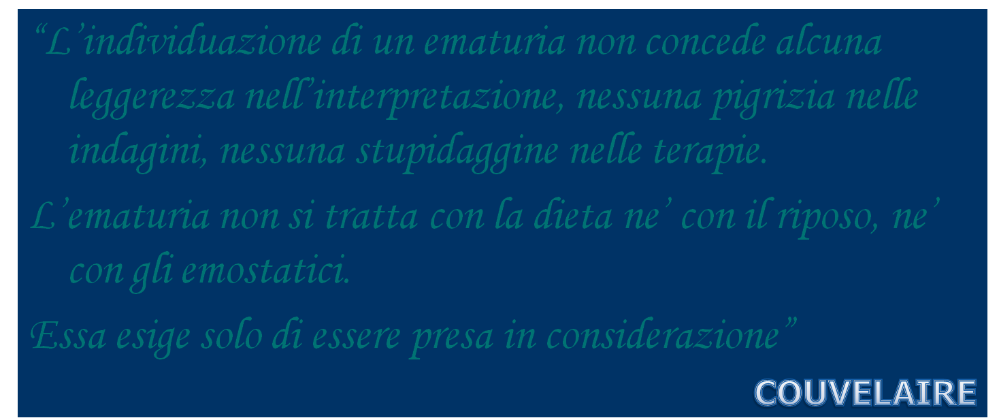 “L’individuazione di un ematuria non concede alcuna
leggerezza nell’interpretazione, nessuna pigrizia nelle
indagini, nessuna stupidaggine nelle terapie.
L’ematuria non si tratta con la dieta ne’ con il riposo, ne’
con gli emostatici.
Essa esige solo di essere presa in considerazione”
COUVELAIRE